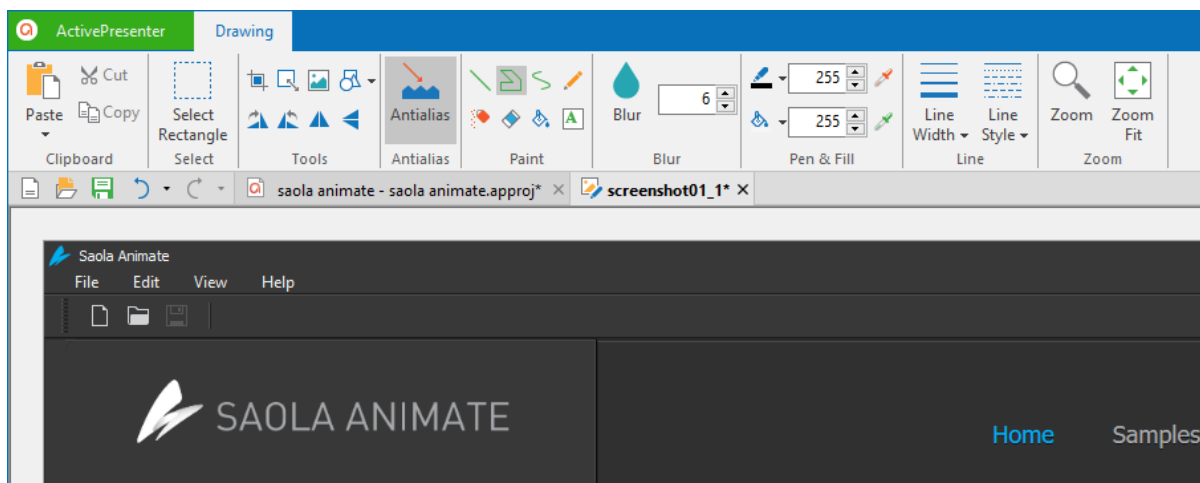 ActivePresenter Drawing
Cut
Copy
Paste
Select
Rectangle
Antialias
A
Blur
6
255
255
Line
Width
Line
Style
Zoom
Zoom
Fit
Clipboard Select Tools Antialias Paint Blur Pen & Fill Line Zoom
saola animate - saola animate.approj* screenshot01_1*
Saola Animate
File Edit View Help
SAOLA ANIMATE
Home Samples